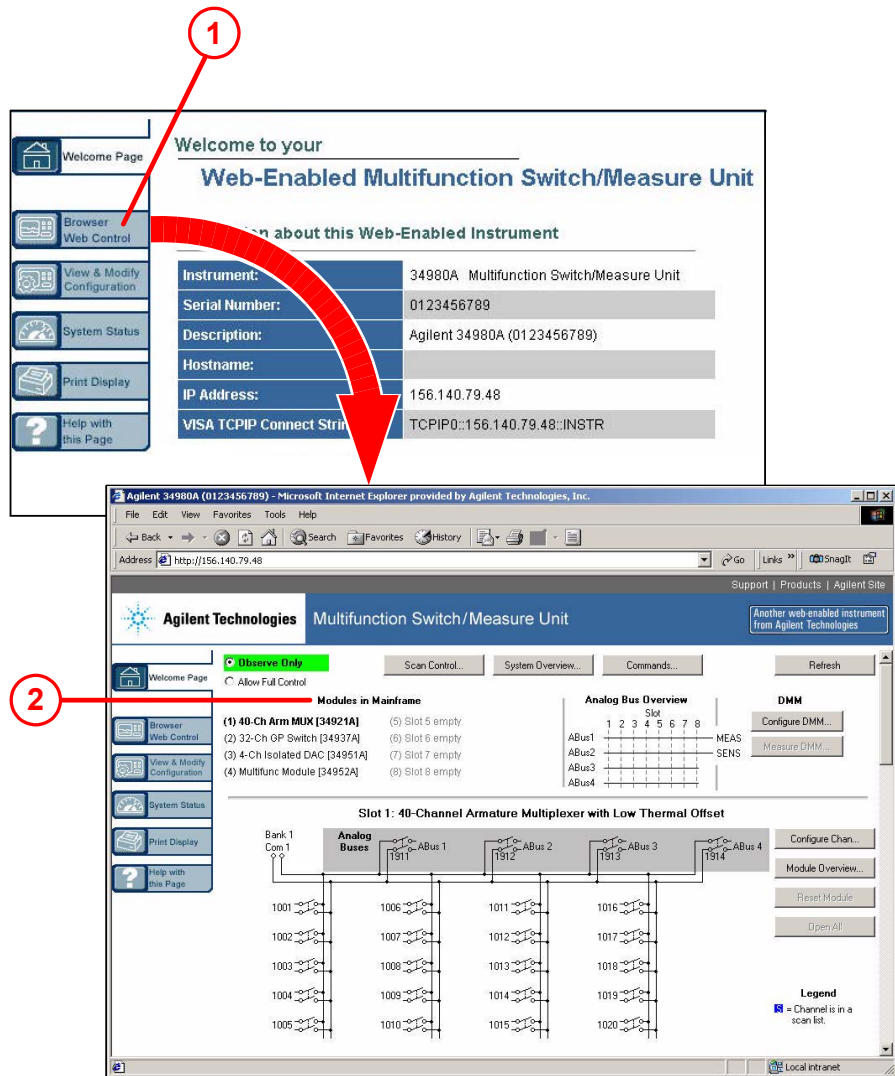 1
Welcome Page
Welcome to your
Web-Enabled Multifunction Switch/Measure Unit
Browser
Web Control
about this Web-Enabled Instrument
View & Modify
Configuration
System Status
Print Display
Help with
this Page
Instrument: 34980A Multifunction Switch/Measure Unit
Serial Number: 0123456789
Description: Agilent 34980A (0123456789)
Hostname:
IP Address: 156.140.79.48
VISA TCPIP Connect TCPIP0::156.140.79.48::INSTR
Agilent 34980A (0123456789) - Microsoft Internet Explorer provided by Agilent Technologies, Inc.
File Edit View Favorites Tools Help
Back Search Favorites History
Address http://156.140.79.48 Go Links » SnagIt
Support | Products | Agilent Site
Agilent Technologies Multifunction Switch/Measure Unit
Another web-enabled instrument
from Agilent Technologies
2
Welcome Page
Browser
Web Control
View & Modify
Configuration
System Status
Print Display
Help with
this Page
Observe Only Scan Control... System Overview... Commands... Refresh
Allow Full Control
Modules in Mainframe
(1) 40-Ch Arm MUX [34921A] (5) Slot 5 empty
(2) 32-Ch GP Switch [34937A] (6) Slot 6 empty
(3) 4-Ch Isolated DAC [34951A] (7) Slot 7 empty
(4) Multifunc Module [34952A] (8) Slot 8 empty
Analog Bus Overview
Slot
1 2 3 4 5 6 7 8
ABus1 MEAS
ABus2 SENS
ABus3
ABus4
DMM
Configure DMM...
Measure DMM...
Slot 1: 40-Channel Armature Multiplexer with Low Thermal Offset
Bank 1
Com 1
Analog
Buses
ABus 1 ABus 2 ABus 3 ABus 4
1911 1912 1913 1914
Configure Chan...
Module Overview...
Reset Module
Open All
1001 1006 1011 1016
1002 1007 1012 1017
1003 1008 1013 1018
1004 1009 1014 1019
1005 1010 1015 1020
Legend
S = Channel is in a
scan list.
Local intranet